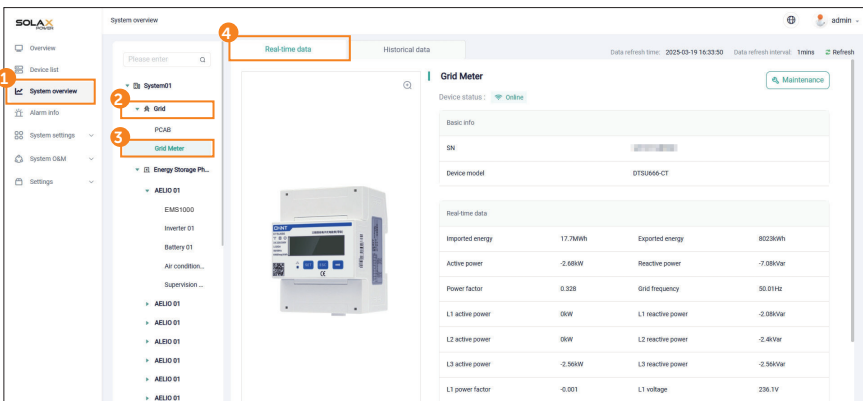 SOLAX
POWER
System overview
admin
Overview
Device list
1
System overview
Alarm info
System settings
System O&M
Settings
Please enter
System01
2
Grid
PCAB
3
Grid Meter
Energy Storage Ph...
AELIO 01
EMS1000
Inverter 01
Battery 01
Air condition...
Supervision ...
AELIO 01
AELIO 01
ALEIO 01
AELIO 01
AELIO 01
AELIO 01
4
Real-time data
Historical data
Data refresh time: 2025-03-19 16:33:50 Data refresh interval: 1mins Refresh
CHNT
Grid Meter
Maintenance
Device status : Online
Basic info
SN
Device model DTSU666-CT
Real-time data
Imported energy 17.7MWh Exported energy 8023kWh
Active power -2.68kW Reactive power -7.08kVar
Power factor 0.328 Grid frequency 50.01Hz
L1 active power 0kW L1 reactive power -2.08kVar
L2 active power 0kW L2 reactive power -2.4kVar
L3 active power -2.56kW L3 reactive power -2.56kVar
L1 power factor -0.001 L1 voltage 236.1V